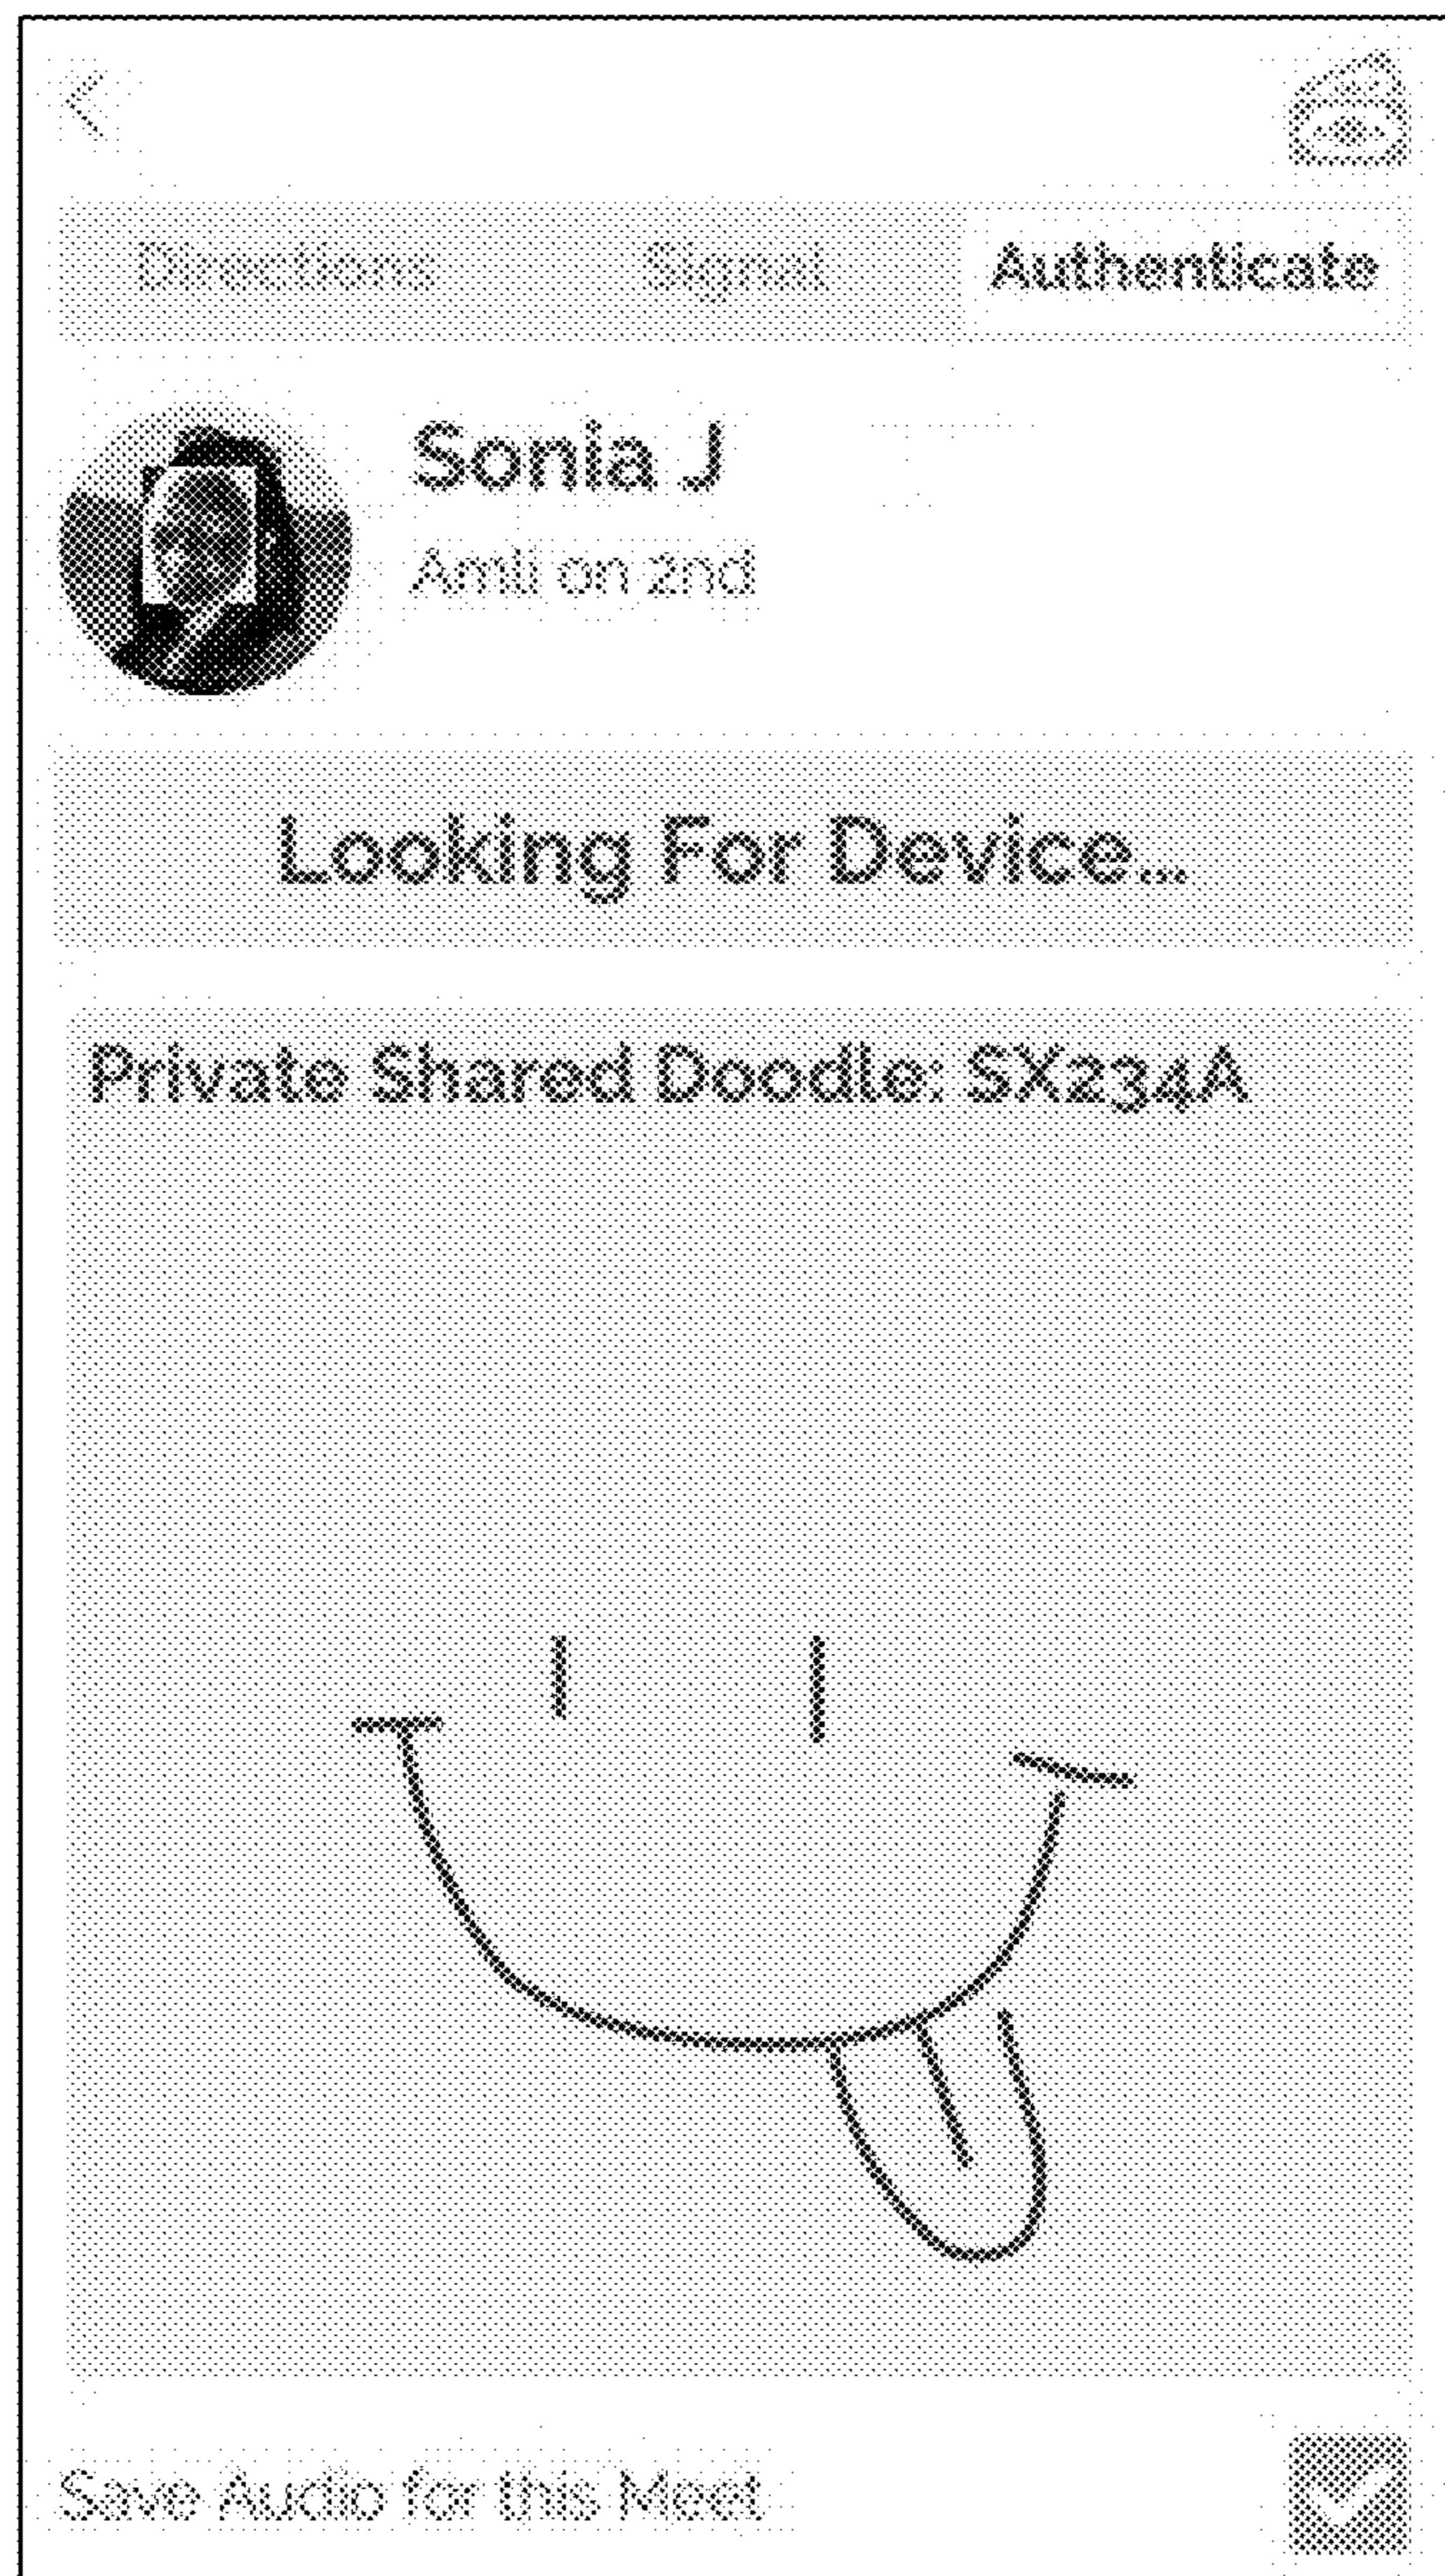 Directions Signal Authenticate
Sonia J
Amli on 2nd
Looking For Device...
Private Shared Doodle: SX234A
Save Audio for this Meet